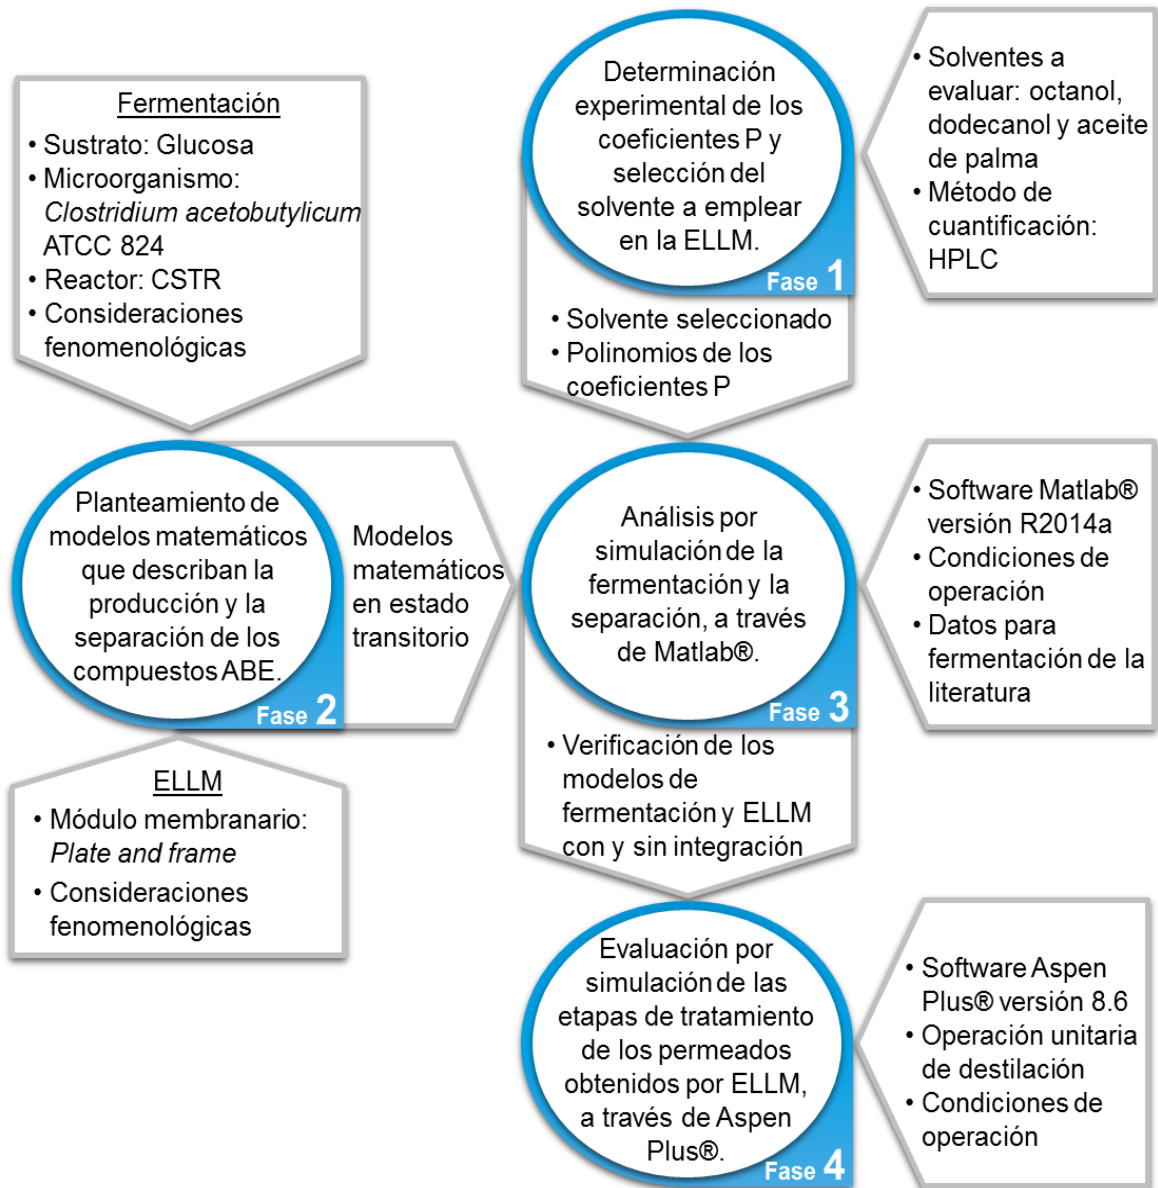 Fermentación
• Sustrato: Glucosa
• Microorganismo:
Clostridium acetobutylicum
ATCC 824
• Reactor: CSTR
• Consideraciones
fenomenológicas
Determinación
experimental de los
coeficientes P y
selección del
solvente a emplear
en la ELLM.
Fase 1
• Solventes a
evaluar: octanol,
dodecanol y aceite
de palma
• Método de
cuantificación:
HPLC
• Solvente seleccionado
• Polinomios de los
coeficientes P
Planteamiento de
modelos matemáticos
que describan la
producción y la
separación de los
compuestos ABE.
Fase 2
Modelos
matemáticos
en estado
transitorio
Análisis por
simulación de la
fermentación y la
separación, a través
de Matlab®.
Fase 3
• Software Matlab®
versión R2014a
• Condiciones de
operación
• Datos para
fermentación de la
literatura
ELLM
• Módulo membranario:
Plate and frame
• Consideraciones
fenomenológicas
• Verificación de los
modelos de
fermentación y ELLM
con y sin integración
Evaluación por
simulación de las
etapas de tratamiento
de los permeados
obtenidos por ELLM,
a través de Aspen
Plus®.
Fase 4
• Software Aspen
Plus® versión 8.6
• Operación unitaria
de destilación
• Condiciones de
operación